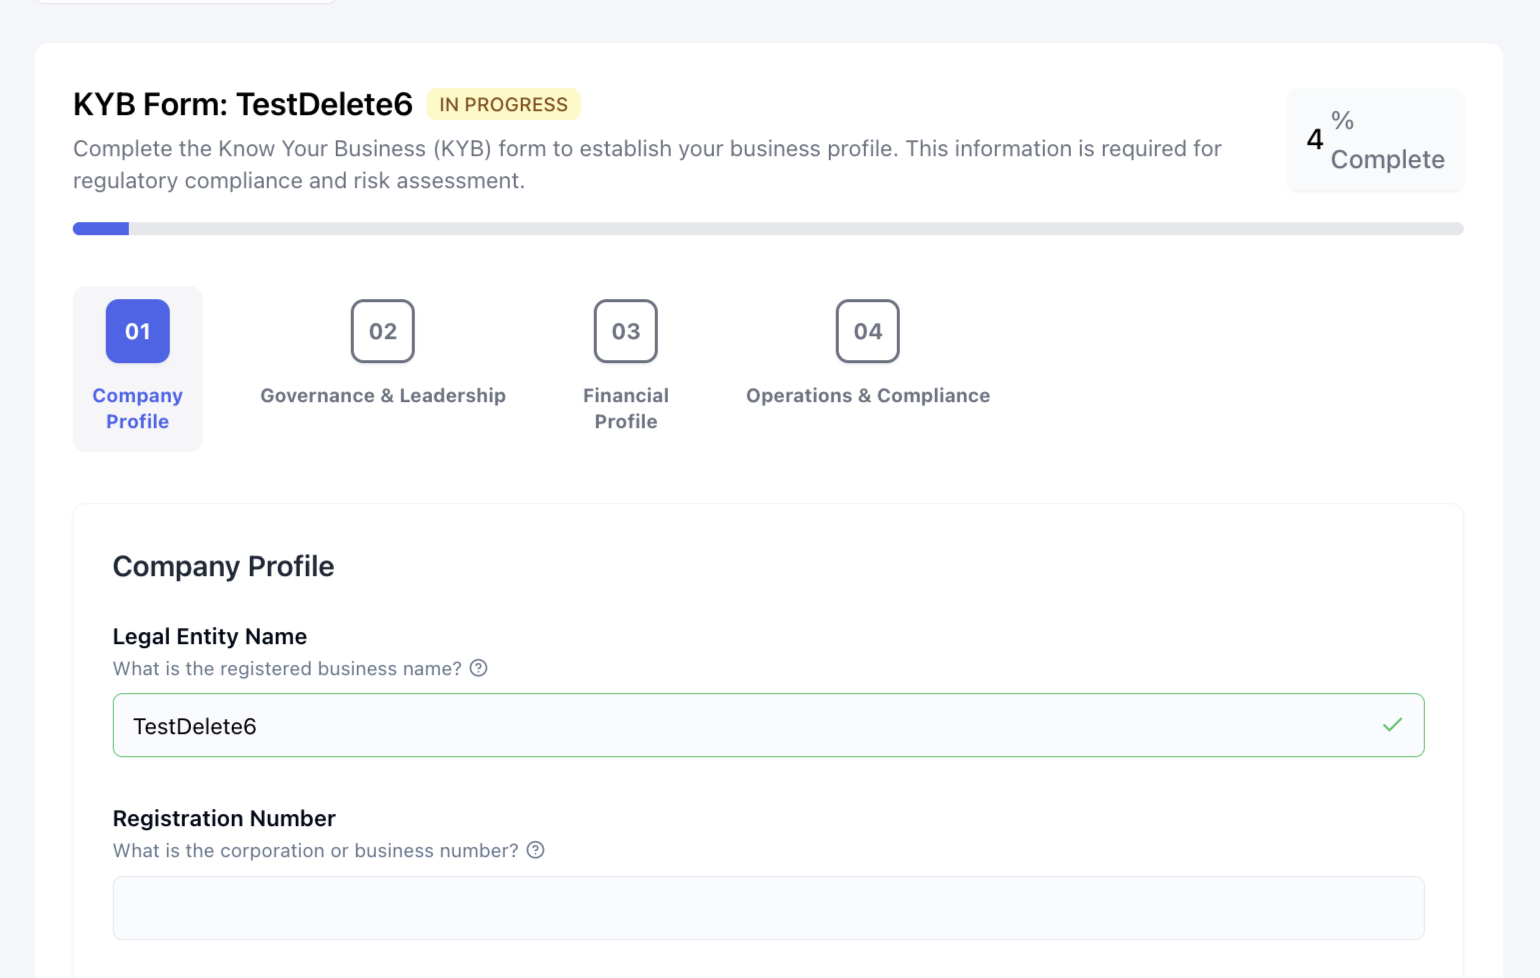 KYB Form: TestDelete6 IN PROGRESS
Complete the Know Your Business (KYB) form to establish your business profile. This information is required for
regulatory compliance and risk assessment.
4 % Complete
01
Company
Profile
02
Governance & Leadership
03
Financial
Profile
04
Operations & Compliance
Company Profile
Legal Entity Name
What is the registered business name? ?
TestDelete6
Registration Number
What is the corporation or business number? ?